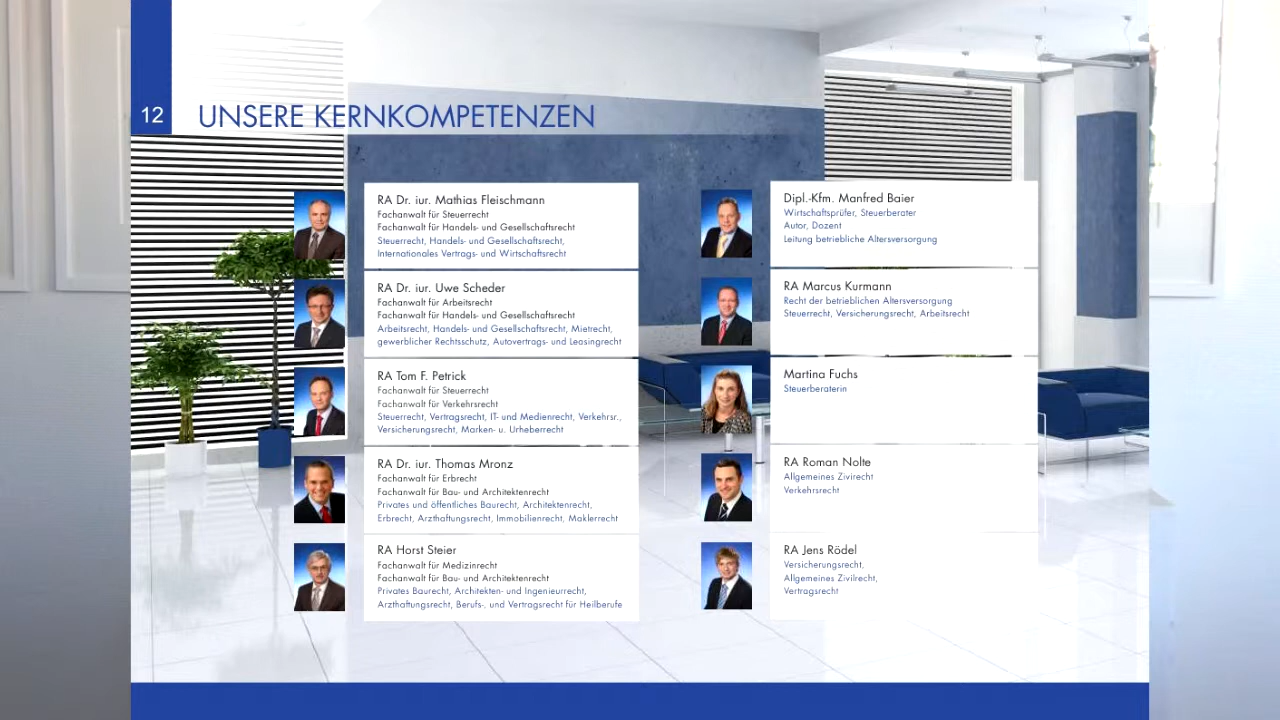 12
UNSERE KERNKOMPETENZEN
RA Dr. iur. Mathias Fleischmann
Fachanwalt für Steuerrecht
Fachanwalt für Handels- und Gesellschaftsrecht
Steuerrecht, Handels- und Gesellschaftsrecht,
Internationales Vertrags- und Wirtschaftsrecht
RA Dr. iur. Uwe Scheder
Fachanwalt für Arbeitsrecht
Fachanwalt für Handels- und Gesellschaftsrecht
Arbeitsrecht, Handels- und Gesellschaftsrecht, Mietrecht,
gewerblicher Rechtsschutz, Autovertrags- und Leasingrecht
RA Tom F. Petrick
Fachanwalt für Steuerrecht
Fachanwalt für Verkehrsrecht
Steuerrecht, Vertragsrecht, IT- und Medienrecht, Verkehrsr.,
Versicherungsrecht, Marken- u. Urheberrecht
RA Dr. iur. Thomas Mronz
Fachanwalt für Erbrecht
Fachanwalt für Bau- und Architektenrecht
Privates und öffentliches Baurecht, Architektenrecht,
Erbrecht, Arzthaftungsrecht, Immobilienrecht, Maklerrecht
RA Horst Steier
Fachanwalt für Medizinrecht
Fachanwalt für Bau- und Architektenrecht
Privates Baurecht, Architekten- und Ingenieurrecht,
Arzthaftungsrecht, Berufs-, und Vertragsrecht für Heilberufe
Dipl.-Kfm. Manfred Baier
Wirtschaftsprüfer, Steuerberater
Autor, Dozent
Leitung betriebliche Altersversorgung
RA Marcus Kurmann
Recht der betrieblichen Altersversorgung
Steuerrecht, Versicherungsrecht, Arbeitsrecht
Martina Fuchs
Steuerberaterin
RA Roman Nolte
Allgemeines Zivirecht
Verkehrsrecht
RA Jens Rödel
Versicherungsrecht,
Allgemeines Zivilrecht,
Vertragsrecht